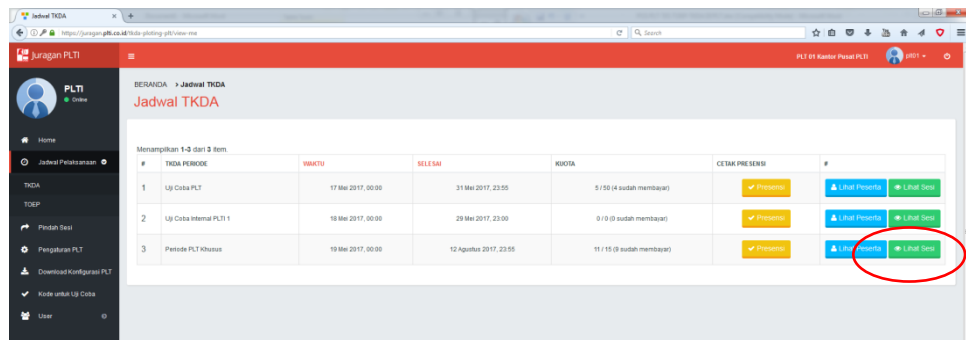 Jadwal TKDA
https://juragan.plti.co.id/tkda-ploting-plt/view-me
Search
Juragan PLTI
PLT 01 Kantor Pusat PLTI
plt01
PLTI
Online
BERANDA > Jadwal TKDA
Jadwal TKDA
Home
Jadwal Pelaksanaan
TKDA
TOEP
Pindah Sesi
Pengaturan PLT
Download Konfigurasi PLT
Kode untuk Uji Coba
User
Menampilkan 1-3 dari 3 item.
# TKDA PERIODE WAKTU SELESAI KUOTA CETAK PRESENSI #
1 Uji Coba PLT 17 Mei 2017, 00:00 31 Mei 2017, 23:55 5 / 50 (4 sudah membayar) Presensi Lihat Peserta Lihat Sesi
2 Uji Coba Internal PLTI 1 18 Mei 2017, 00:00 29 Mei 2017, 23:00 0 / 0 (0 sudah membayar) Presensi Lihat Peserta Lihat Sesi
3 Periode PLT Khusus 19 Mei 2017, 00:00 12 Agustus 2017, 23:55 11 / 15 (9 sudah membayar) Presensi Lihat Peserta Lihat Sesi